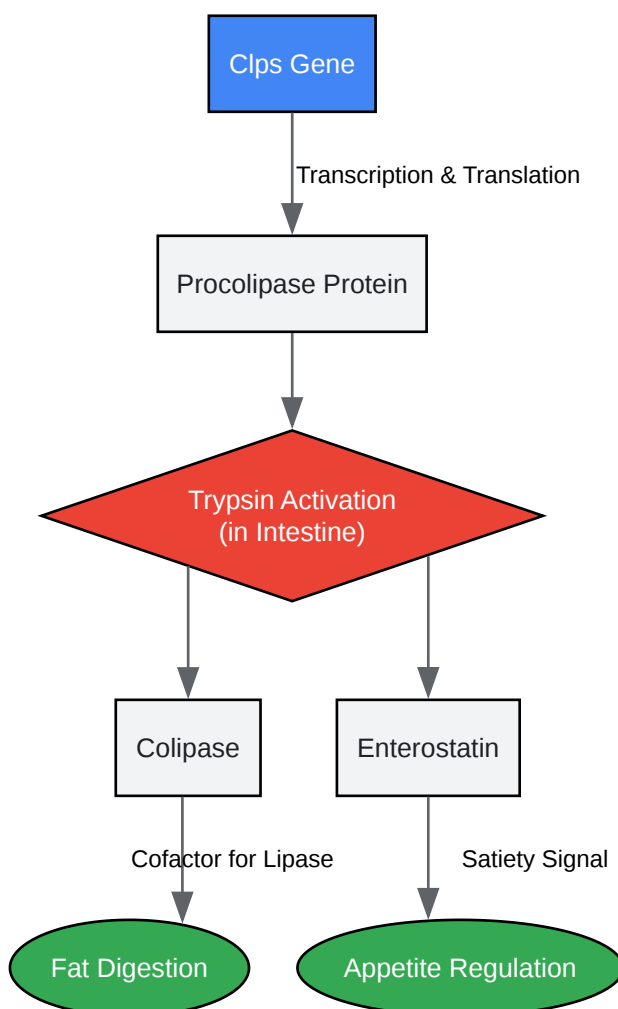 Clps Gene
Transcription & Translation
Procolipase Protein
Trypsin Activation
(in Intestine)
Colipase
Enterostatin
Cofactor for Lipase
Satiety Signal
Fat Digestion
Appetite Regulation